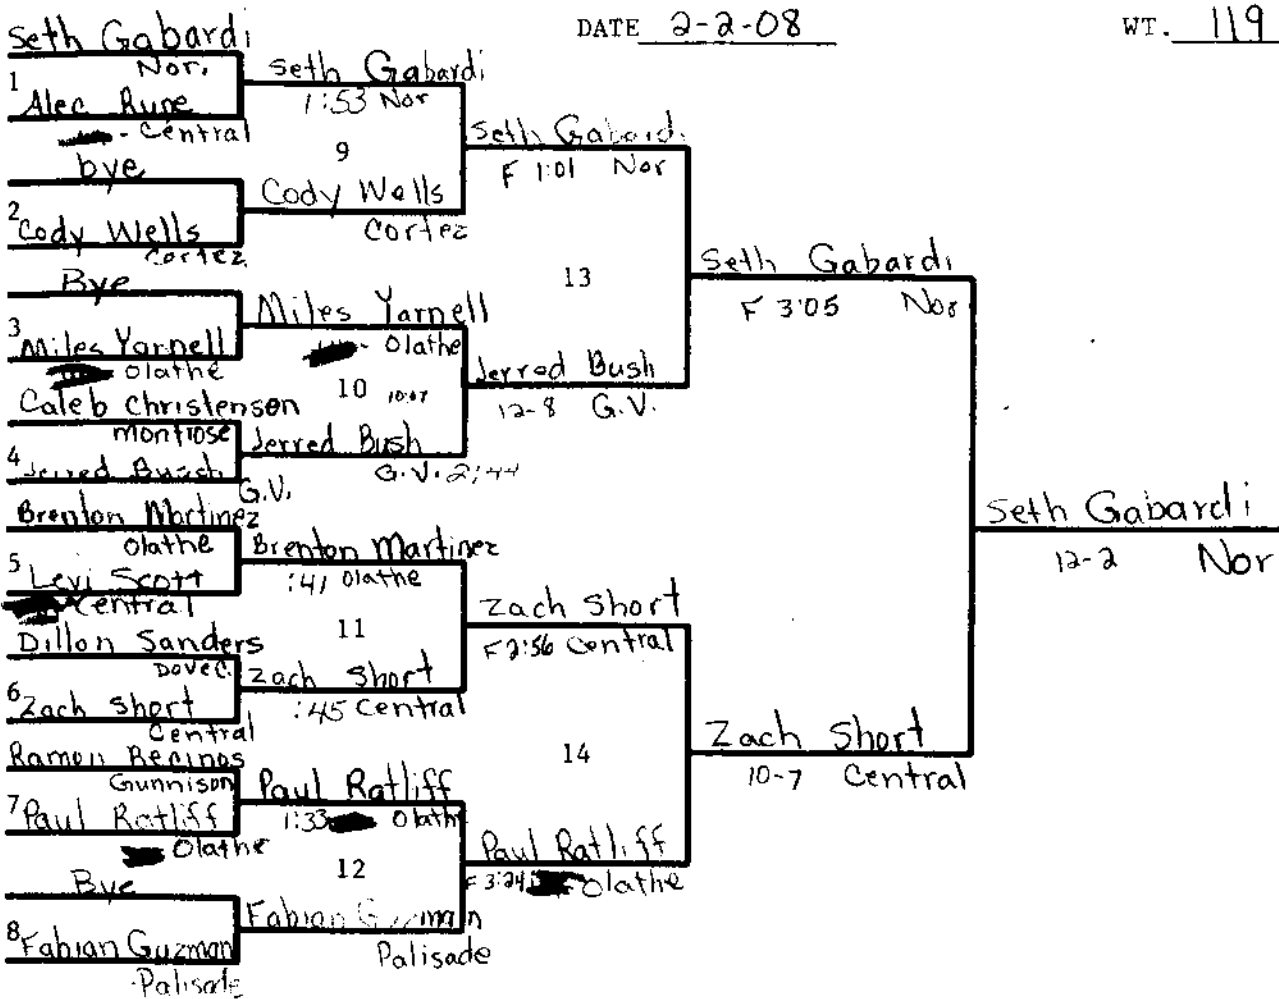 DATE 2-2-08
WT. 119
Seth Gabardi
Nor.
1
Alec Rupe
- Central
bye
2
Cody Wells
Cortez
Bye
3
Miles Yarnell
Olathe
Caleb Christenson
Montrose
4
Jerred
G.V.
Brenton Martinez
Olathe
5
Levi Scott
Central
Dillon Sanders
Dove C.
6
Zach Short
Central
Ramon Recinos
Gunnison
7
Paul Ratliff
Olathe
Bye
8
Fabian Guzman
Palisade
Seth Gabardi
1:53 Nor
9
Cody Wells
Cortez
Miles Yarnell
- Olathe
10
Jerred Bush
G.V. 2:44
Brenton Martinez
:41 Olathe
11
Zach Short
:45 Central
Paul Ratliff
1:33 Olath
12
Fabian Guzman
Palisade
Seth Gabardi
F 1:01 Nor
13
Jerred Bush
12-8 G.V.
Zach Short
F 2:56 Central
14
Paul Ratliff
F 3:24 Olathe
Seth Gabardi
F 3:05 Nor
Zach Short
10-7 Central
Seth Gabardi
12-2 Nor